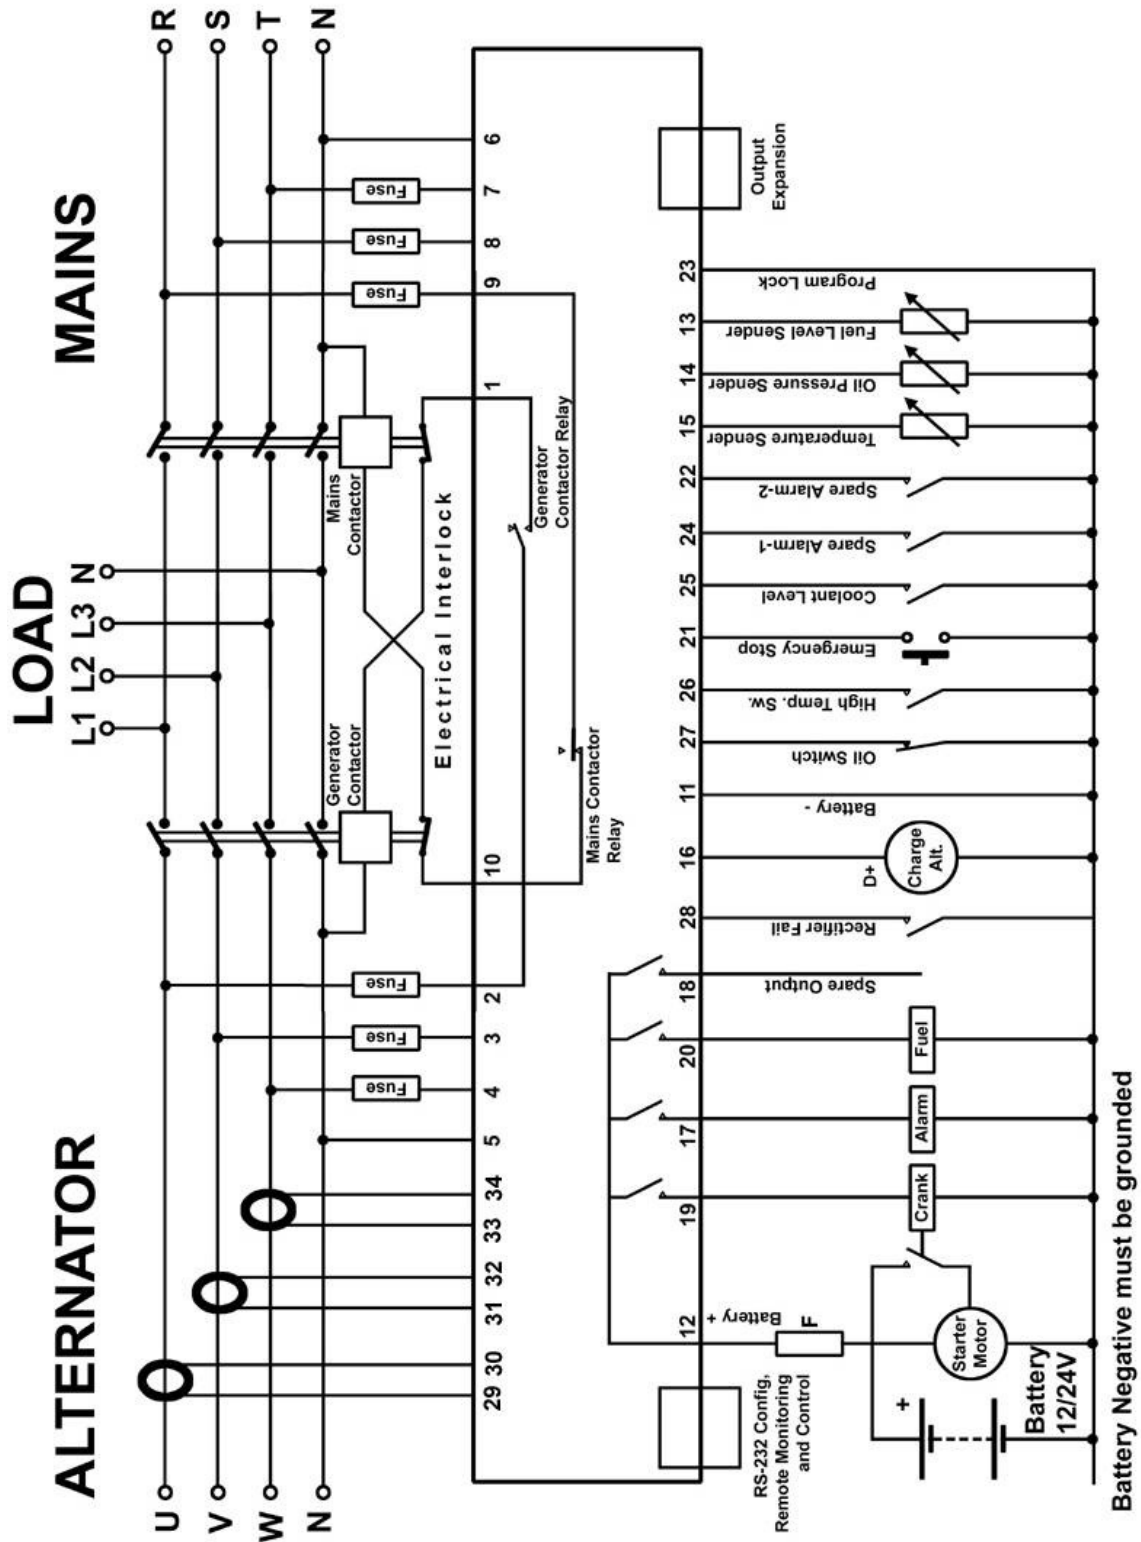 ALTERNATOR
LOAD
MAINS
L1 L2 L3 N
U
V
W
N
R
S
T
N
Generator
Contactor
Mains
Contactor
Fuse
Fuse
Fuse
Fuse
Fuse
Fuse
Electrical Interlock
29 30 31 32 33 34 5 4 3 2 10 1 9 8 7 6
Generator
Contactor Relay
Mains Contactor
Relay
12 19 17 20 18 28 16 11 27 26 21 25 24 22 15 14 13 23
RS-232 Config,
Remote Monitoring
and Control
Output
Expansion
Battery +
Spare Output
Rectifier Fail
Battery -
Oil Switch
High Temp. Sw.
Emergency Stop
Coolant Level
Spare Alarm-1
Spare Alarm-2
Temperature Sender
Oil Pressure Sender
Fuel Level Sender
Program Lock
F
D+
Charge
Alt.
Crank
Alarm
Fuel
+
Starter
Motor
Battery
12/24V
Battery Negative must be grounded